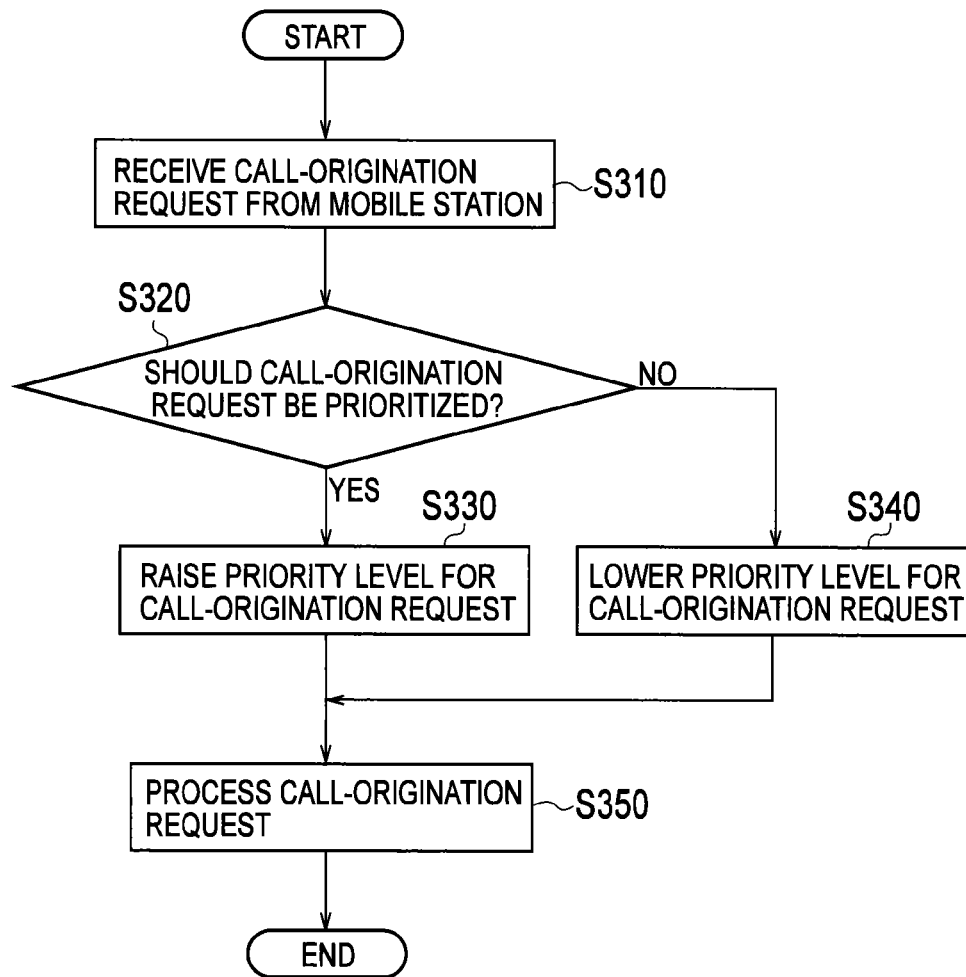 START
RECEIVE CALL-ORIGINATION
REQUEST FROM MOBILE STATION
S310
S320
SHOULD CALL-ORIGINATION
REQUEST BE PRIORITIZED?
NO
YES
S330
RAISE PRIORITY LEVEL FOR
CALL-ORIGINATION REQUEST
S340
LOWER PRIORITY LEVEL FOR
CALL-ORIGINATION REQUEST
PROCESS CALL-ORIGINATION
REQUEST
S350
END